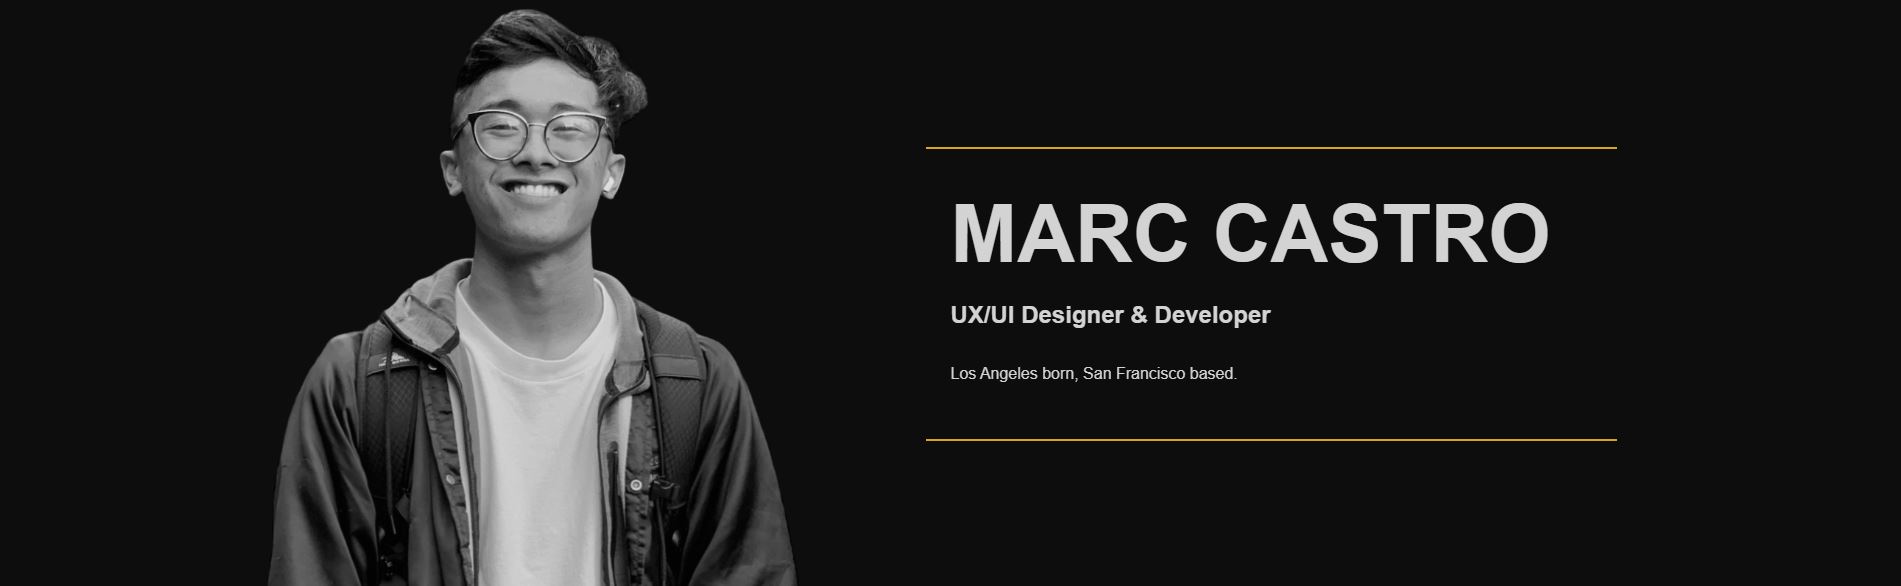 MARC CASTRO
UX/UI Designer & Developer
Los Angeles born, San Francisco based.